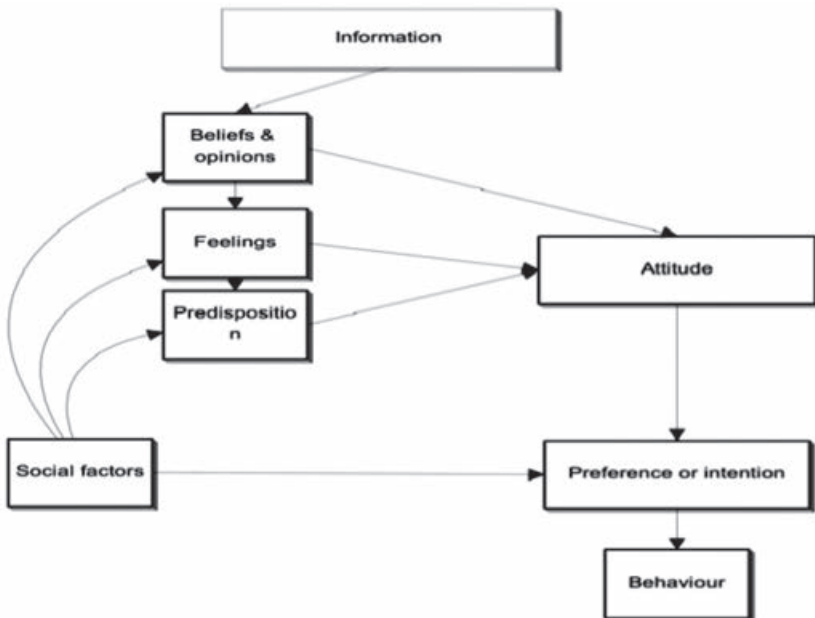 Information
Beliefs &
opinions
Feelings
Attitude
Predispositio
n
Social factors
Preference or intention
Behaviour